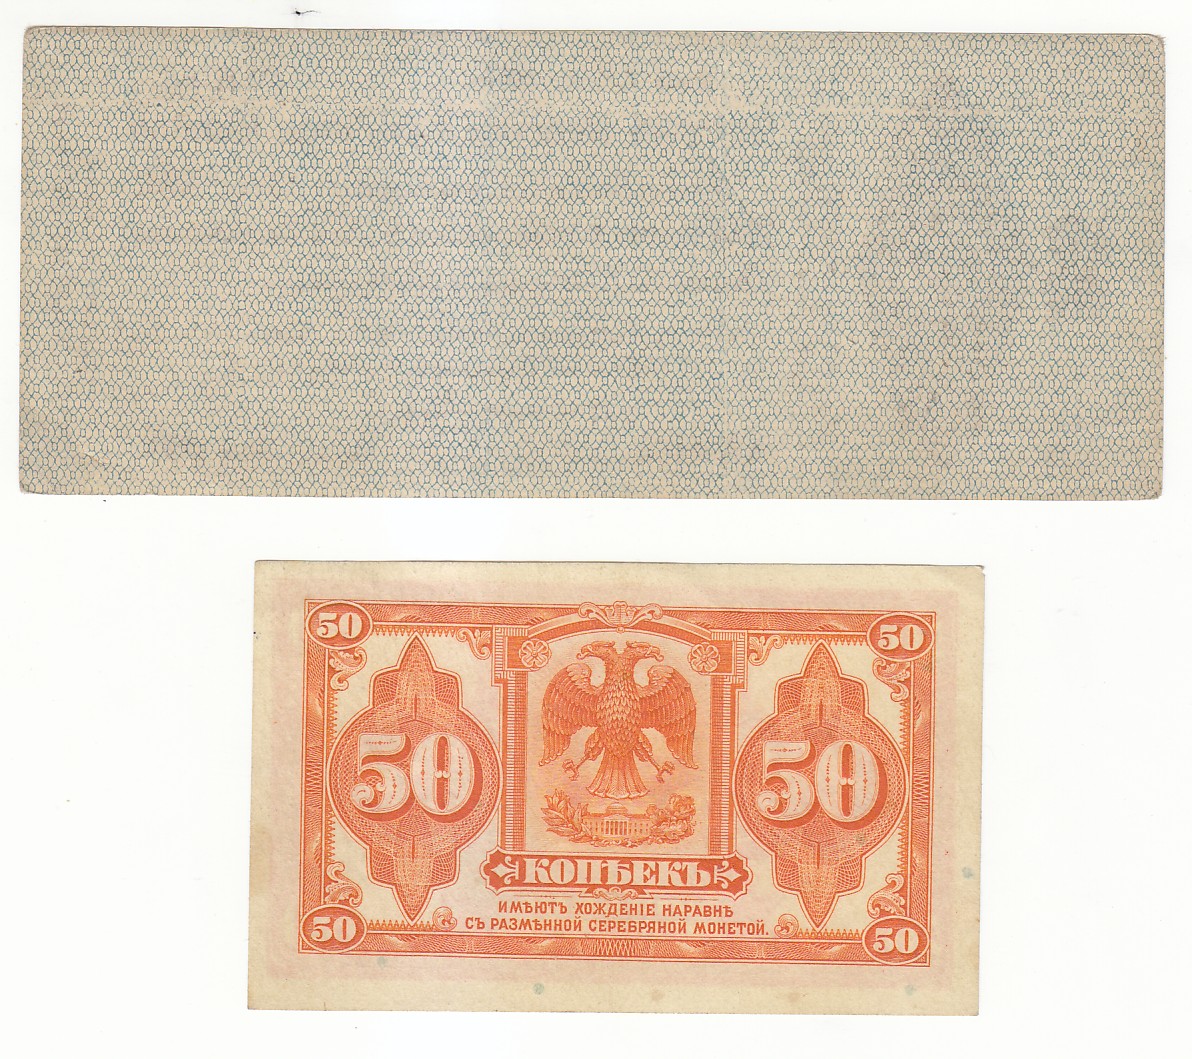 50 50
50 50
КОПѢЕКЪ
ИМѢЮТЪ ХОЖДЕНІЕ НАРАВНѢ
СЪ РАЗМѢННОЙ СЕРЕБРЯНОЙ МОНЕТОЙ.
50 50